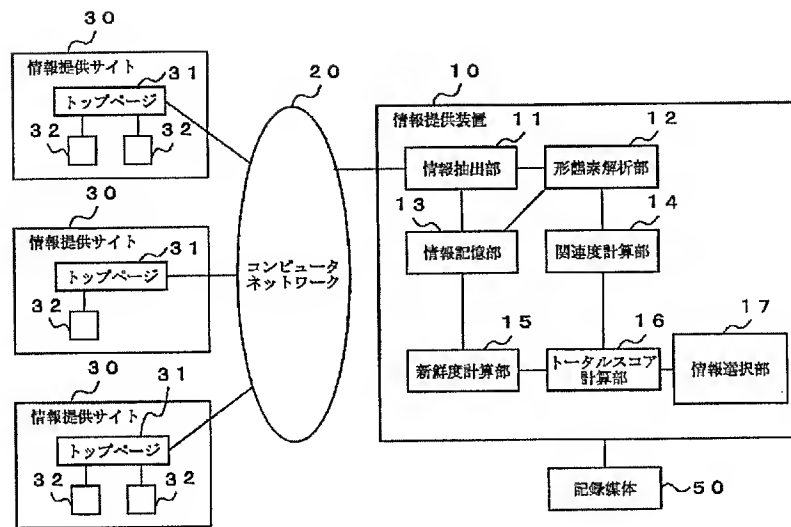 30
情報提供サイト
31
トップページ
32
32
30
情報提供サイト
31
トップページ
32
30
情報提供サイト
31
トップページ
32
32
20
コンピュータ
ネットワーク
10
情報提供装置
11
情報抽出部
12
形態素解析部
13
情報記憶部
14
関連度計算部
15
新鮮度計算部
16
トータルスコア
計算部
17
情報選択部
記録媒体
50